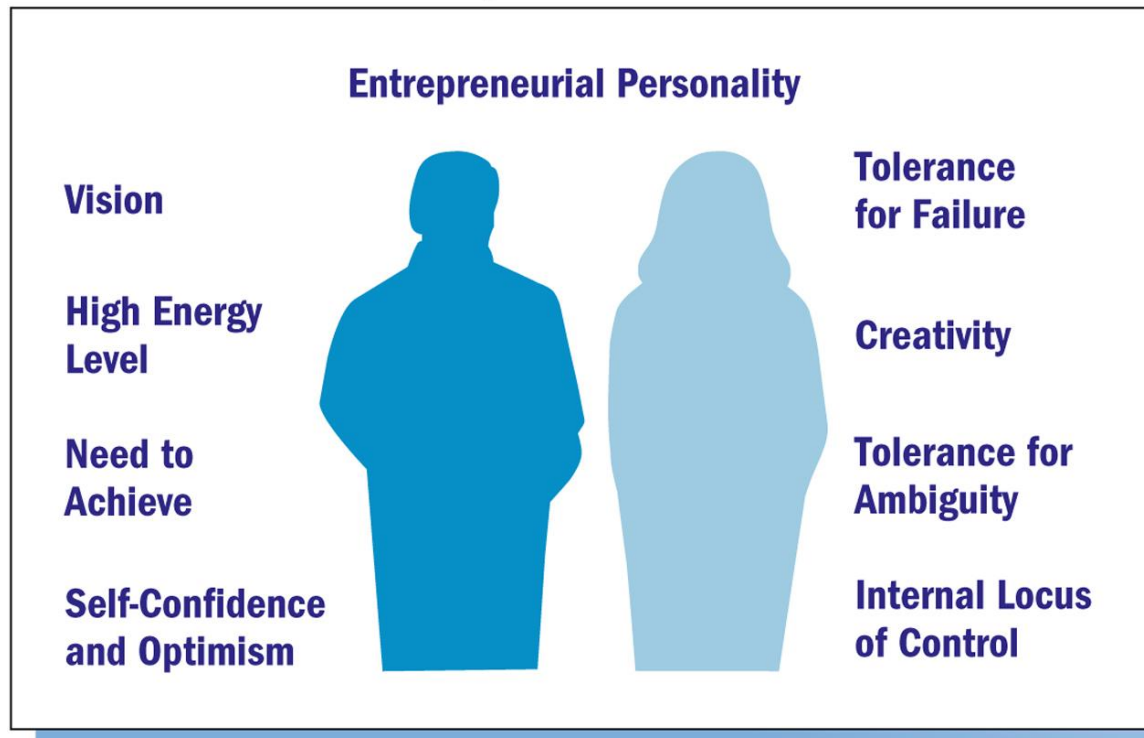 Entrepreneurial Personality
Vision
High Energy
Level
Need to
Achieve
Self-Confidence
and Optimism
Tolerance
for Failure
Creativity
Tolerance for
Ambiguity
Internal Locus
of Control